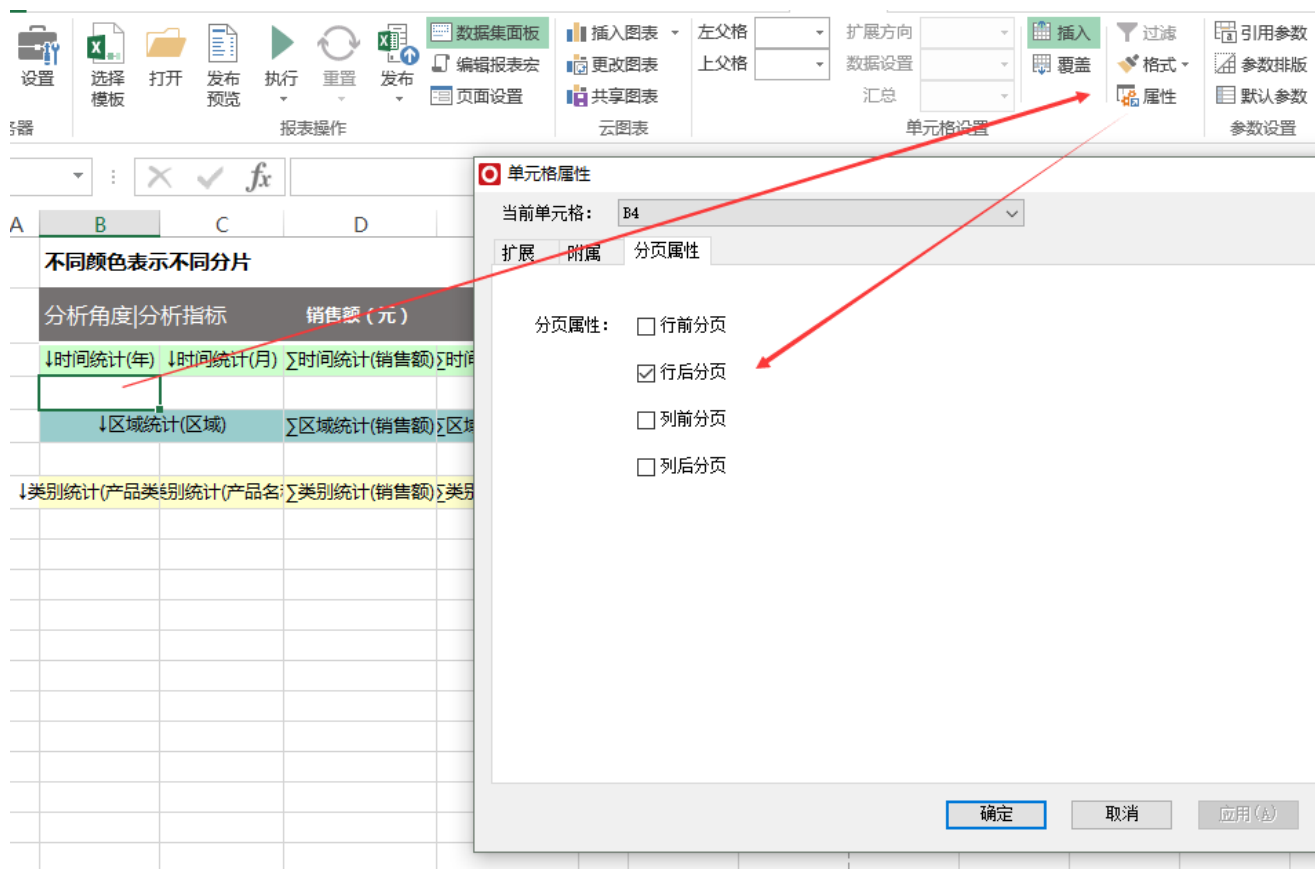 数据集面板 插入图表 左父格 扩展方向 插入 过滤 引用参数
编辑报表宏 更改图表 上父格 数据设置 覆盖 格式 参数排版
设置 选择模板 打开 发布预览 执行 重置 发布 页面设置 共享图表 汇总 属性 默认参数
报表操作 云图表 单元格设置 参数设置
fx
单元格属性
当前单元格： B4
A B C D
扩展 附属 分页属性
不同颜色表示不同分片
分析角度|分析指标 销售额（元）
分页属性： 行前分页
↓时间统计(年) ↓时间统计(月) ∑时间统计(销售额)
行后分页
↓区域统计(区域) ∑区域统计(销售额)
列前分页
列后分页
↓类别统计(产品类 ∑类别统计(销售额)
确定 取消 应用(A)